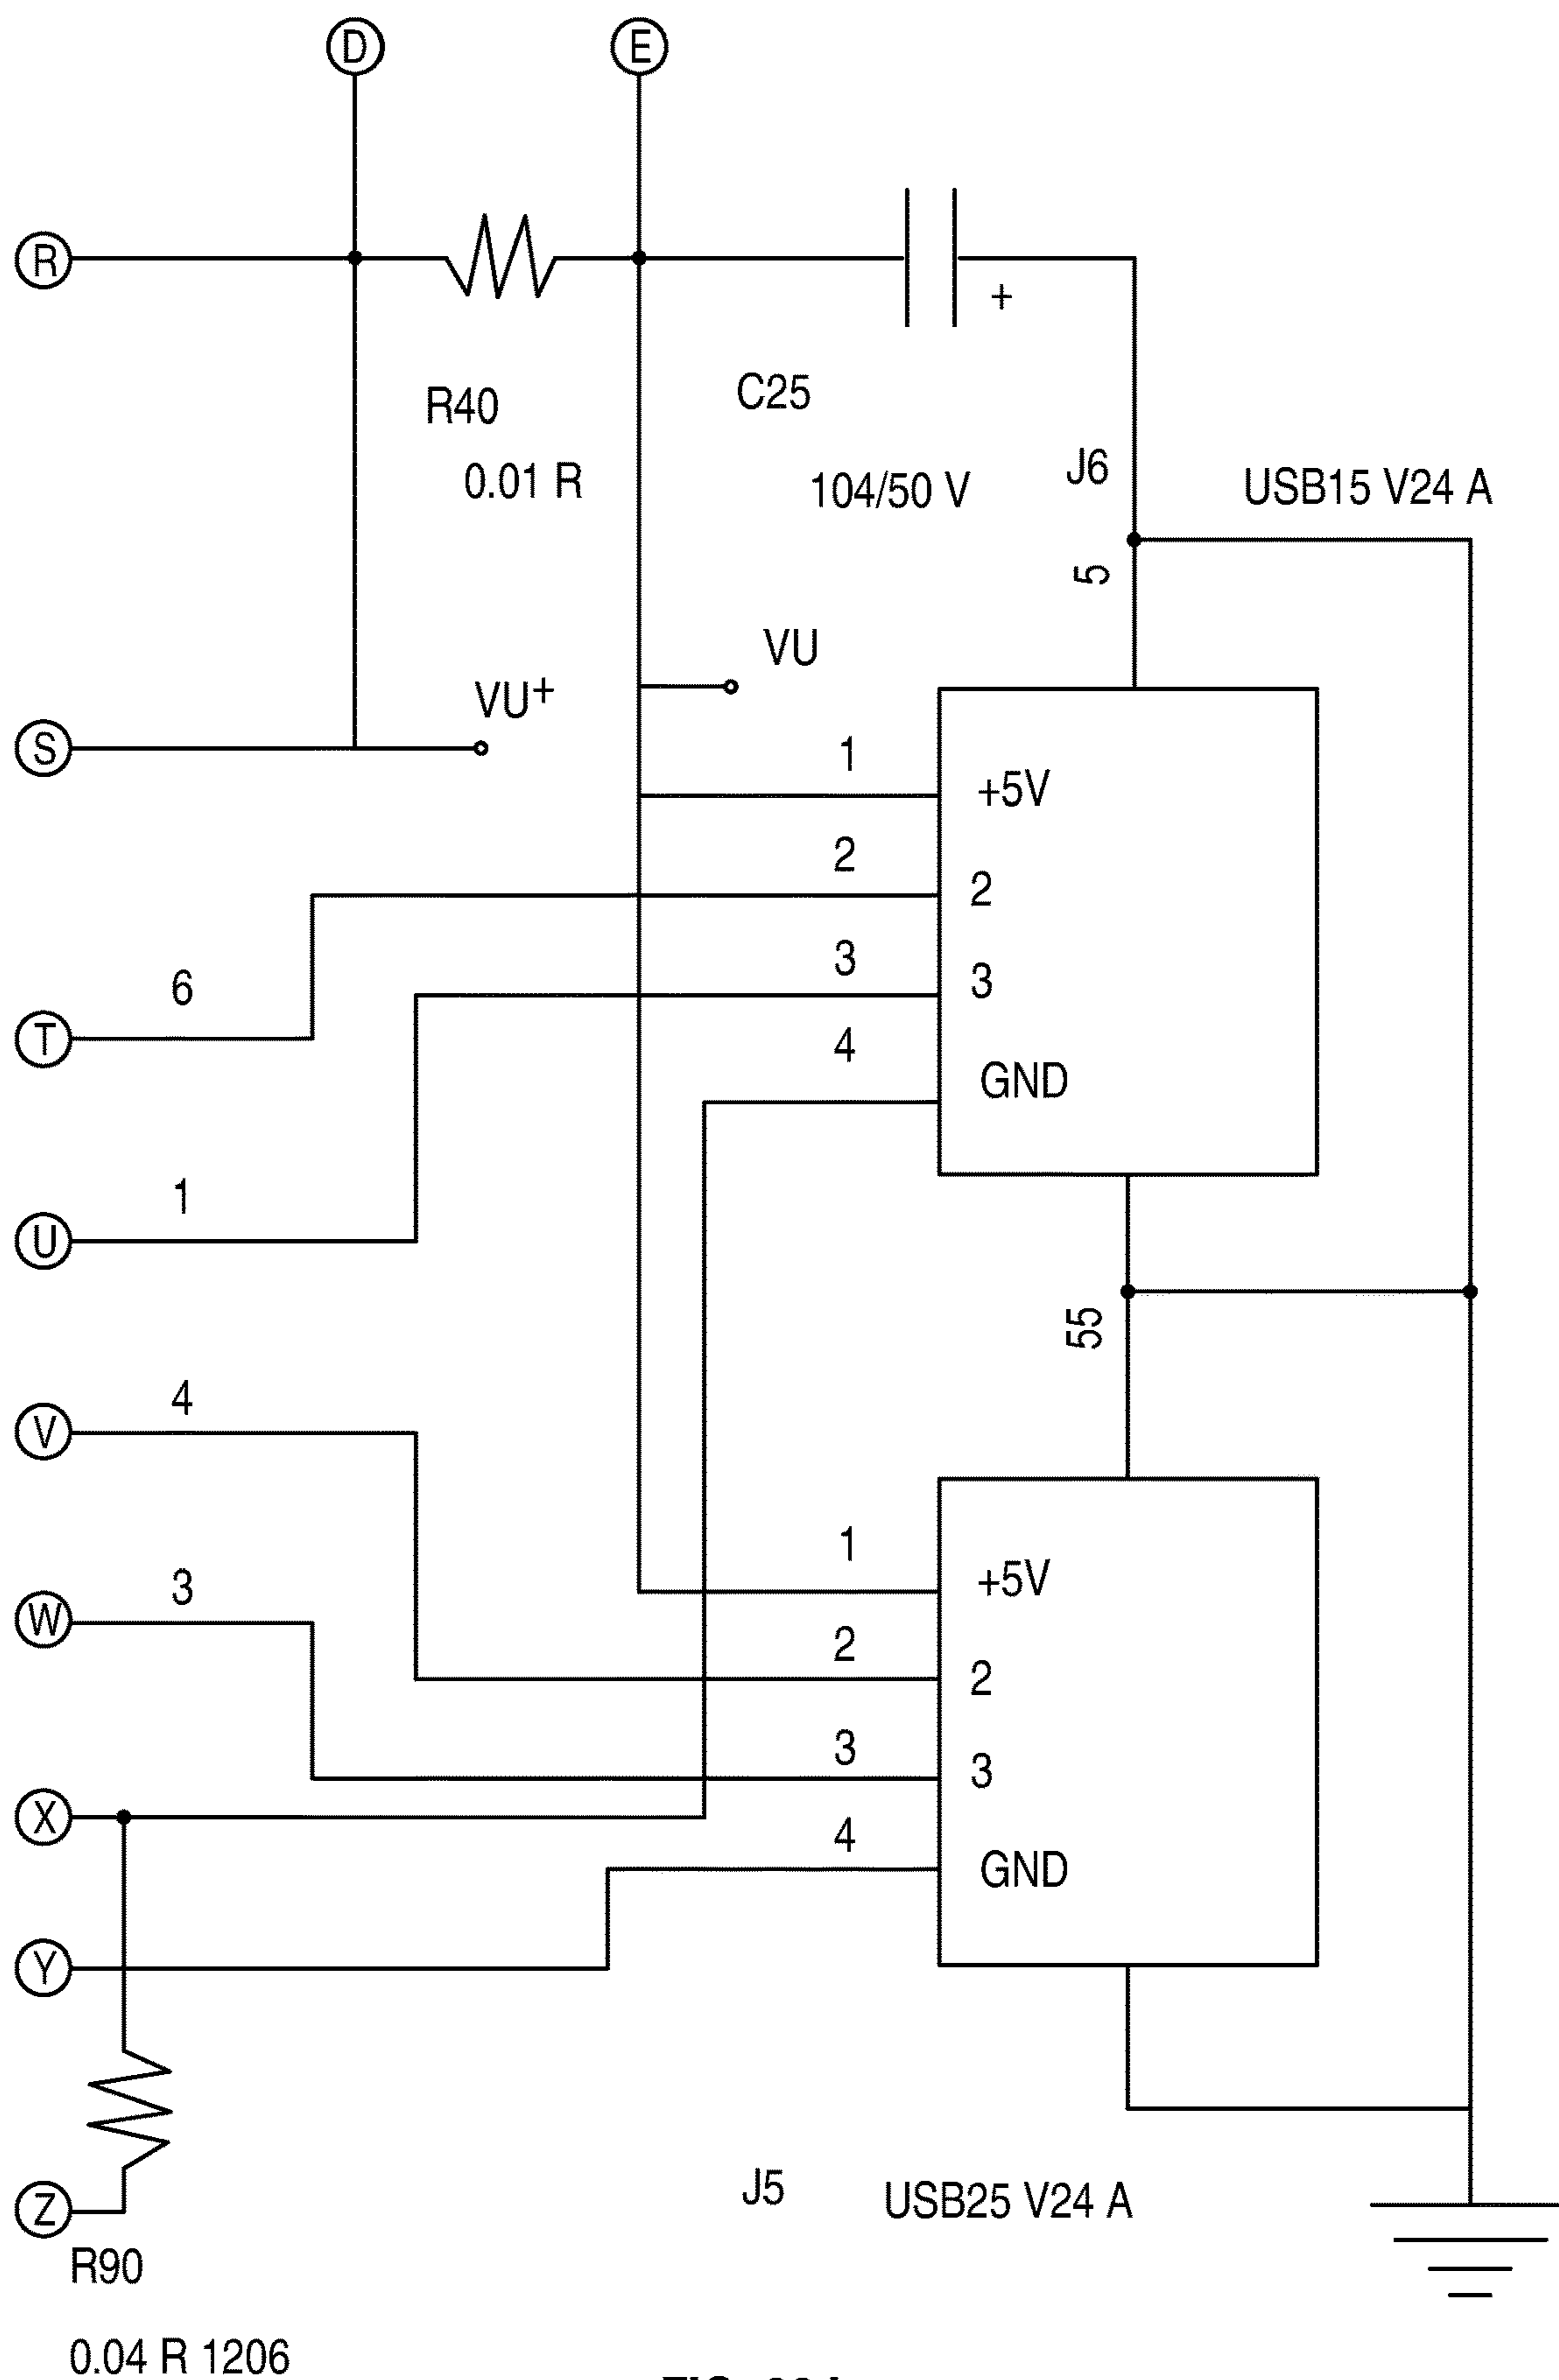 D
E
R
+
R40
C25
0.01 R
104/50 V
J6
USB15 V24 A
5
VU
VU+
S
1
+5V
2
2
3
3
6
T
4
GND
1
U
55
4
V
1
+5V
3
W
2
2
3
3
X
4
GND
Y
J5
USB25 V24 A
Z
R90
0.04 R 1206